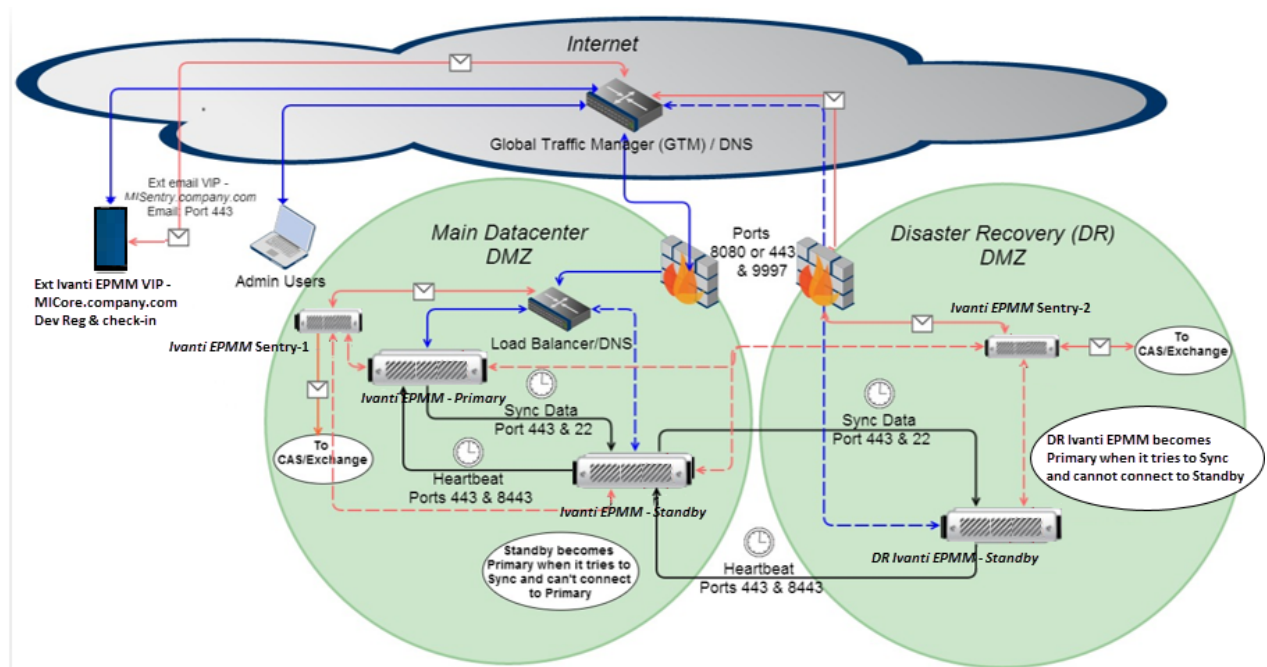 Internet
Global Traffic Manager (GTM) / DNS
Ext email VIP -
MISentry.company.com
Email: Port 443
Ext Ivanti EPMM VIP -
MICore.company.com
Dev Reg & check-in
Admin Users
Main Datacenter
DMZ
Ports
8080 or 443
& 9997
Disaster Recovery (DR)
DMZ
Ivanti EPMM Sentry-1
Load Balancer/DNS
Ivanti EPMM Sentry-2
To
CAS/Exchange
Ivanti EPMM - Primary
Sync Data
Port 443 & 22
To
CAS/Exchange
Heartbeat
Ports 443 & 8443
Ivanti EPMM - Standby
Standby becomes
Primary when it tries to
Sync and can't connect
to Primary
Sync Data
Port 443 & 22
DR Ivanti EPMM becomes
Primary when it tries to Sync
and cannot connect to Standby
DR Ivanti EPMM - Standby
Heartbeat
Ports 443 & 8443